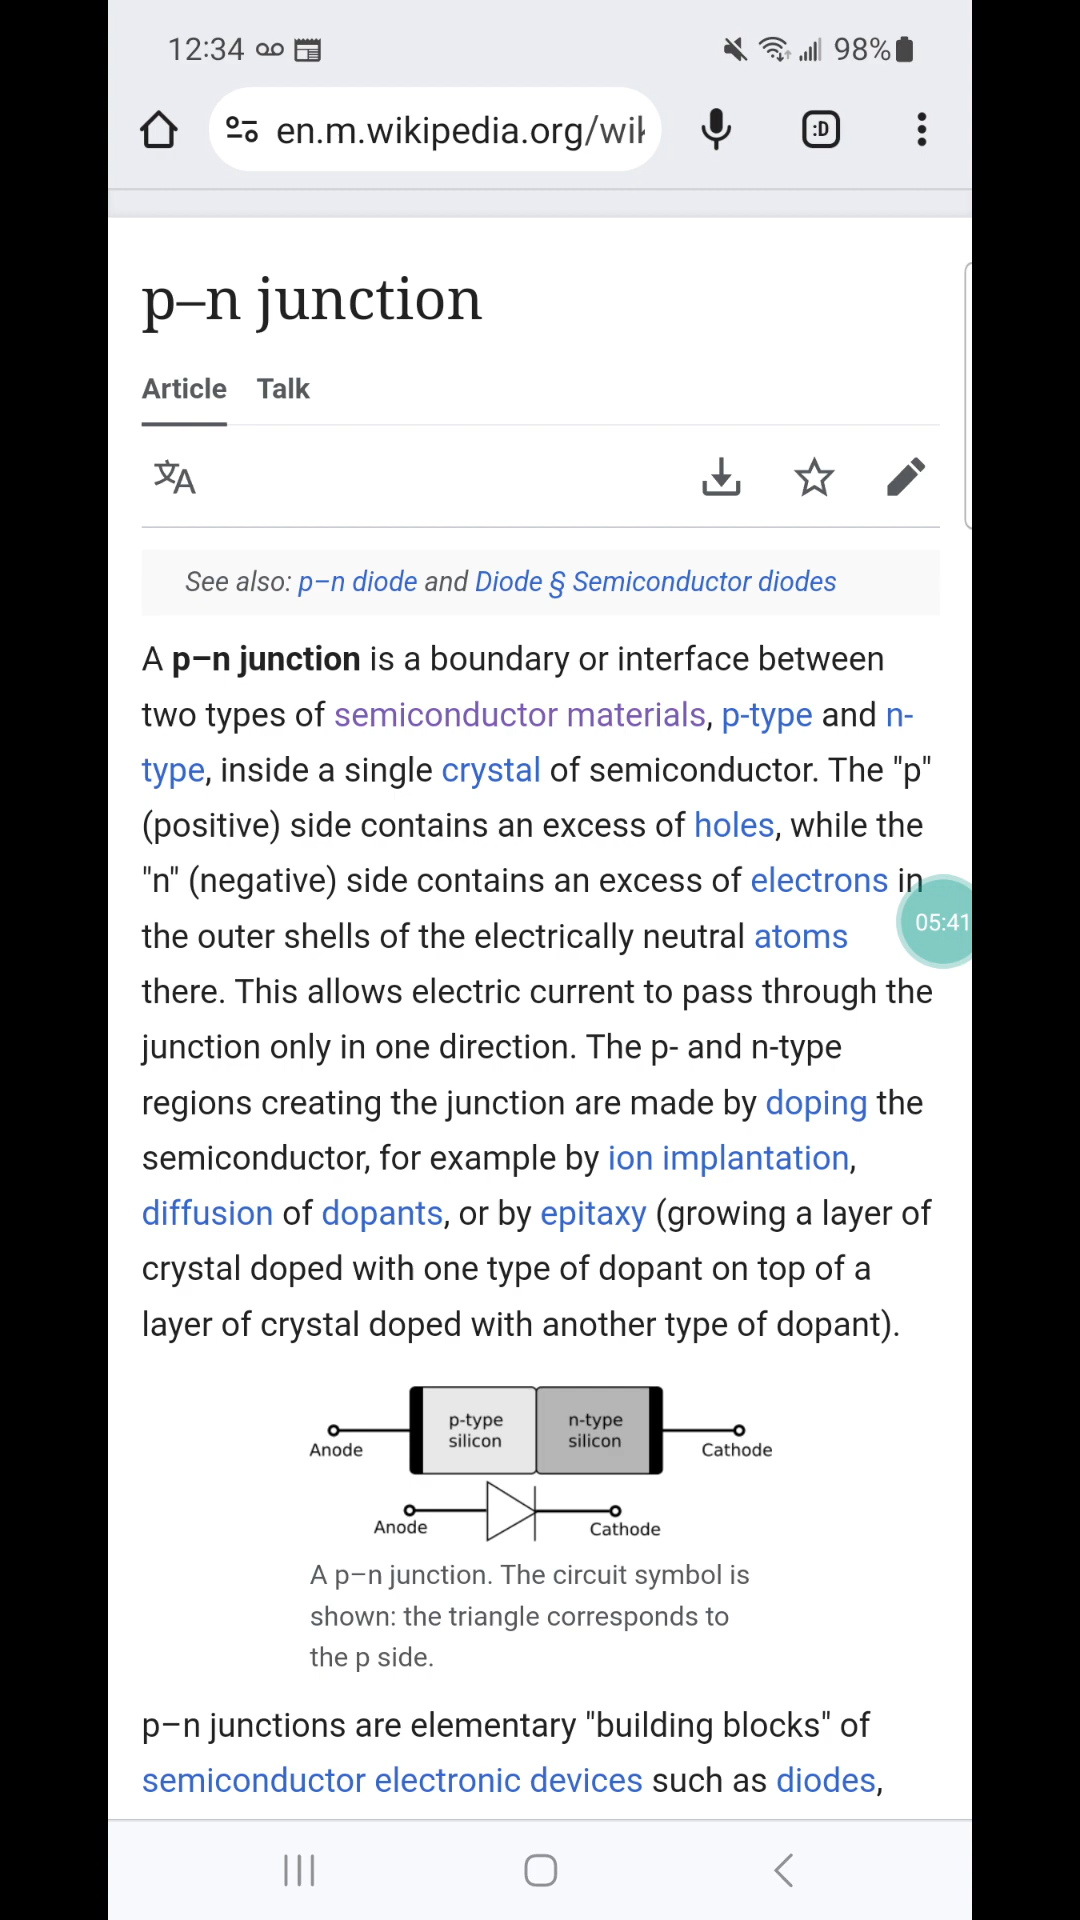 12:34
98%
en.m.wikipedia.org/wik
:D
p–n junction
Article Talk
文A
See also: p–n diode and Diode § Semiconductor diodes
A p–n junction is a boundary or interface between
two types of semiconductor materials, p-type and n-
type, inside a single crystal of semiconductor. The "p"
(positive) side contains an excess of holes, while the
"n" (negative) side contains an excess of electrons in
05:41
the outer shells of the electrically neutral atoms
there. This allows electric current to pass through the
junction only in one direction. The p- and n-type
regions creating the junction are made by doping the
semiconductor, for example by ion implantation,
diffusion of dopants, or by epitaxy (growing a layer of
crystal doped with one type of dopant on top of a
layer of crystal doped with another type of dopant).
p-type n-type
silicon silicon
Anode Cathode
Anode Cathode
A p–n junction. The circuit symbol is
shown: the triangle corresponds to
the p side.
p–n junctions are elementary "building blocks" of
semiconductor electronic devices such as diodes,